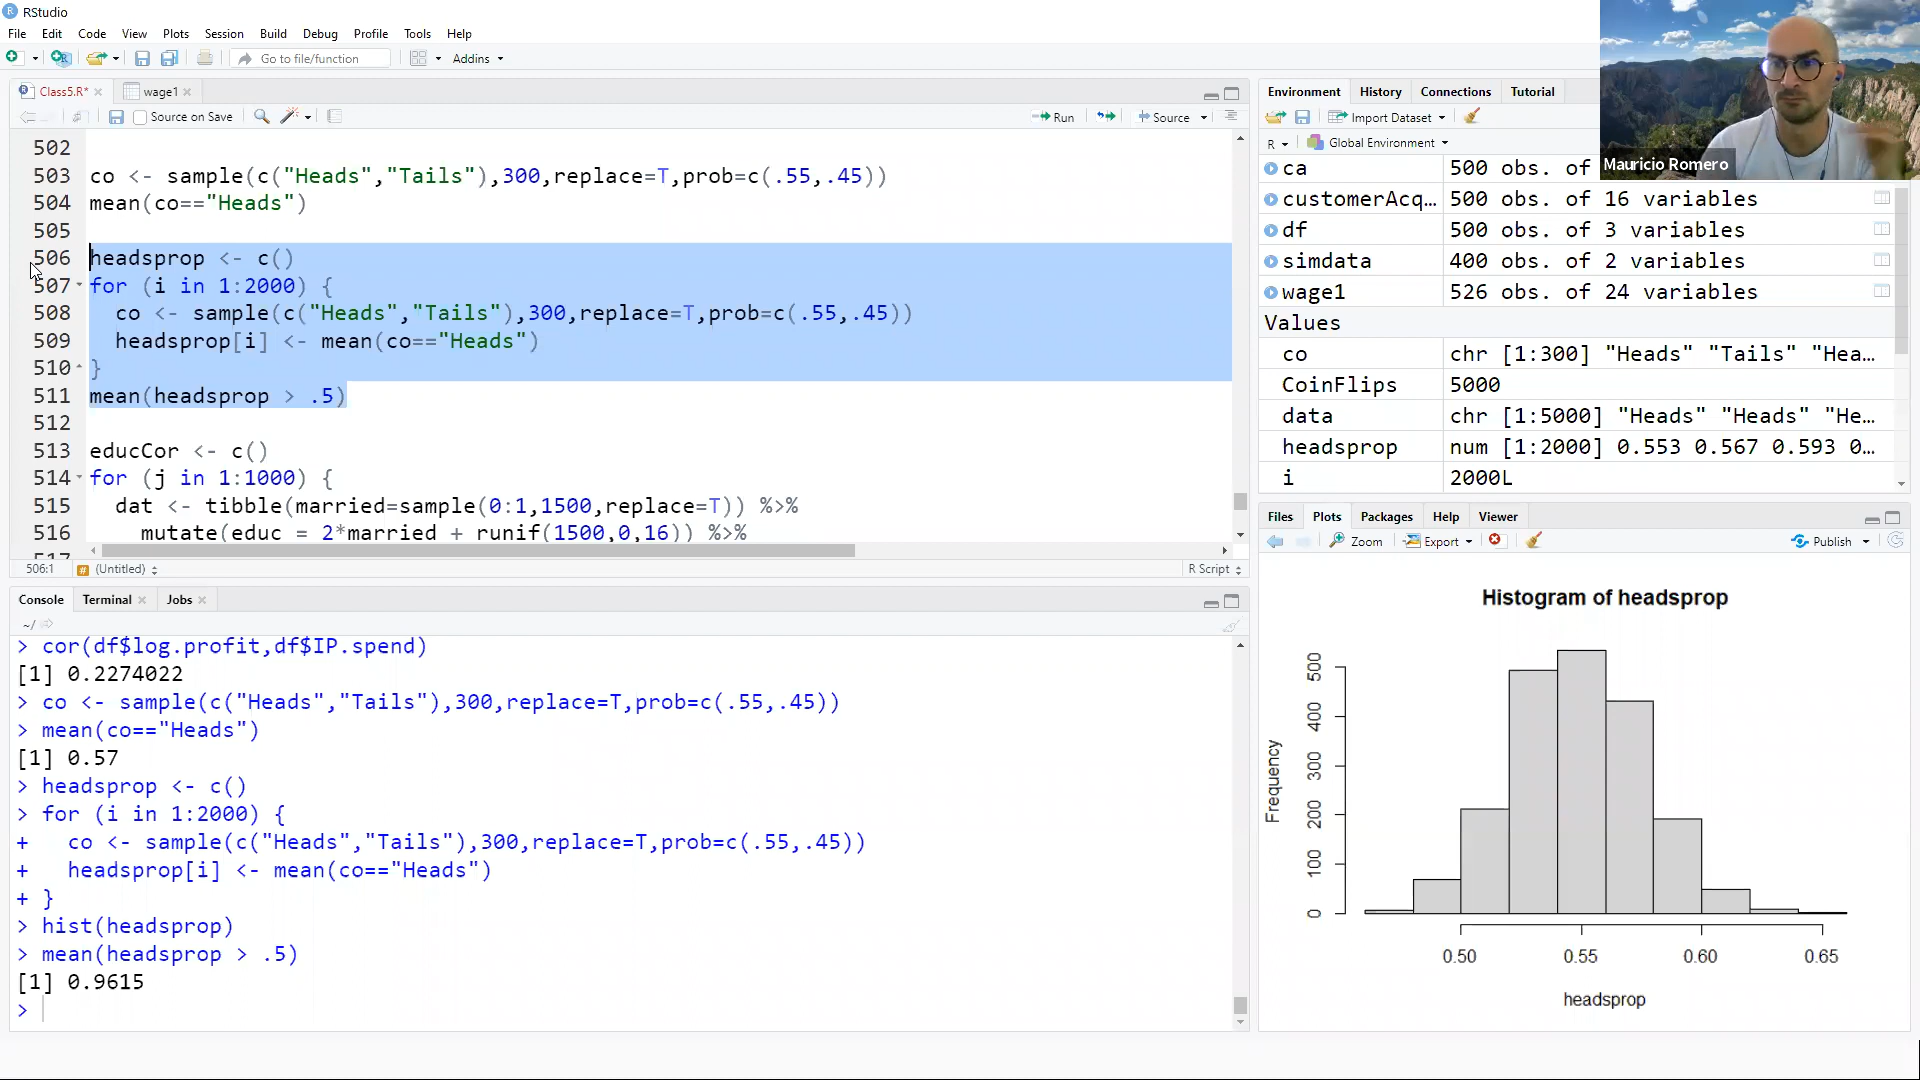 RStudio
File Edit Code View Plots Session Build Debug Profile Tools Help
Go to file/function
Addins
Class5.R*
wage1
Source on Save
Run
Source
502
503 co <- sample(c("Heads","Tails"),300,replace=T,prob=c(.55,.45))
504 mean(co=="Heads")
505
506 headsprop <- c()
507 for (i in 1:2000) {
508 co <- sample(c("Heads","Tails"),300,replace=T,prob=c(.55,.45))
509 headsprop[i] <- mean(co=="Heads")
510 }
511 mean(headsprop > .5)
512
513 educCor <- c()
514 for (j in 1:1000) {
515 dat <- tibble(married=sample(0:1,1500,replace=T)) %>%
516 mutate(educ = 2*married + runif(1500,0,16)) %>%
517
506:1 # (Untitled) R Script
Console Terminal Jobs
~/
> cor(df$log.profit,df$IP.spend)
[1] 0.2274022
> co <- sample(c("Heads","Tails"),300,replace=T,prob=c(.55,.45))
> mean(co=="Heads")
[1] 0.57
> headsprop <- c()
> for (i in 1:2000) {
+ co <- sample(c("Heads","Tails"),300,replace=T,prob=c(.55,.45))
+ headsprop[i] <- mean(co=="Heads")
+ }
> hist(headsprop)
> mean(headsprop > .5)
[1] 0.9615
>
Environment History Connections Tutorial
Import Dataset
R Global Environment
ca 500 obs. of
customerAcq... 500 obs. of 16 variables
df 500 obs. of 3 variables
simdata 400 obs. of 2 variables
wage1 526 obs. of 24 variables
Values
co chr [1:300] "Heads" "Tails" "Hea...
CoinFlips 5000
data chr [1:5000] "Heads" "Heads" "He...
headsprop num [1:2000] 0.553 0.567 0.593 0...
i 2000L
Mauricio Romero
Files Plots Packages Help Viewer
Zoom Export Publish
Histogram of headsprop
Frequency
500
400
300
200
100
0
0.50 0.55 0.60 0.65
headsprop